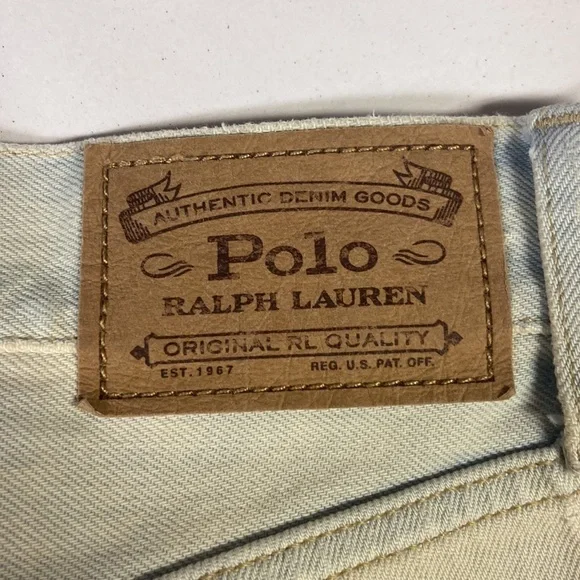 AUTHENTIC DENIM GOODS
Polo
RALPH LAUREN
ORIGINAL RL QUALITY
EST. 1967 REG. U.S. PAT. OFF.